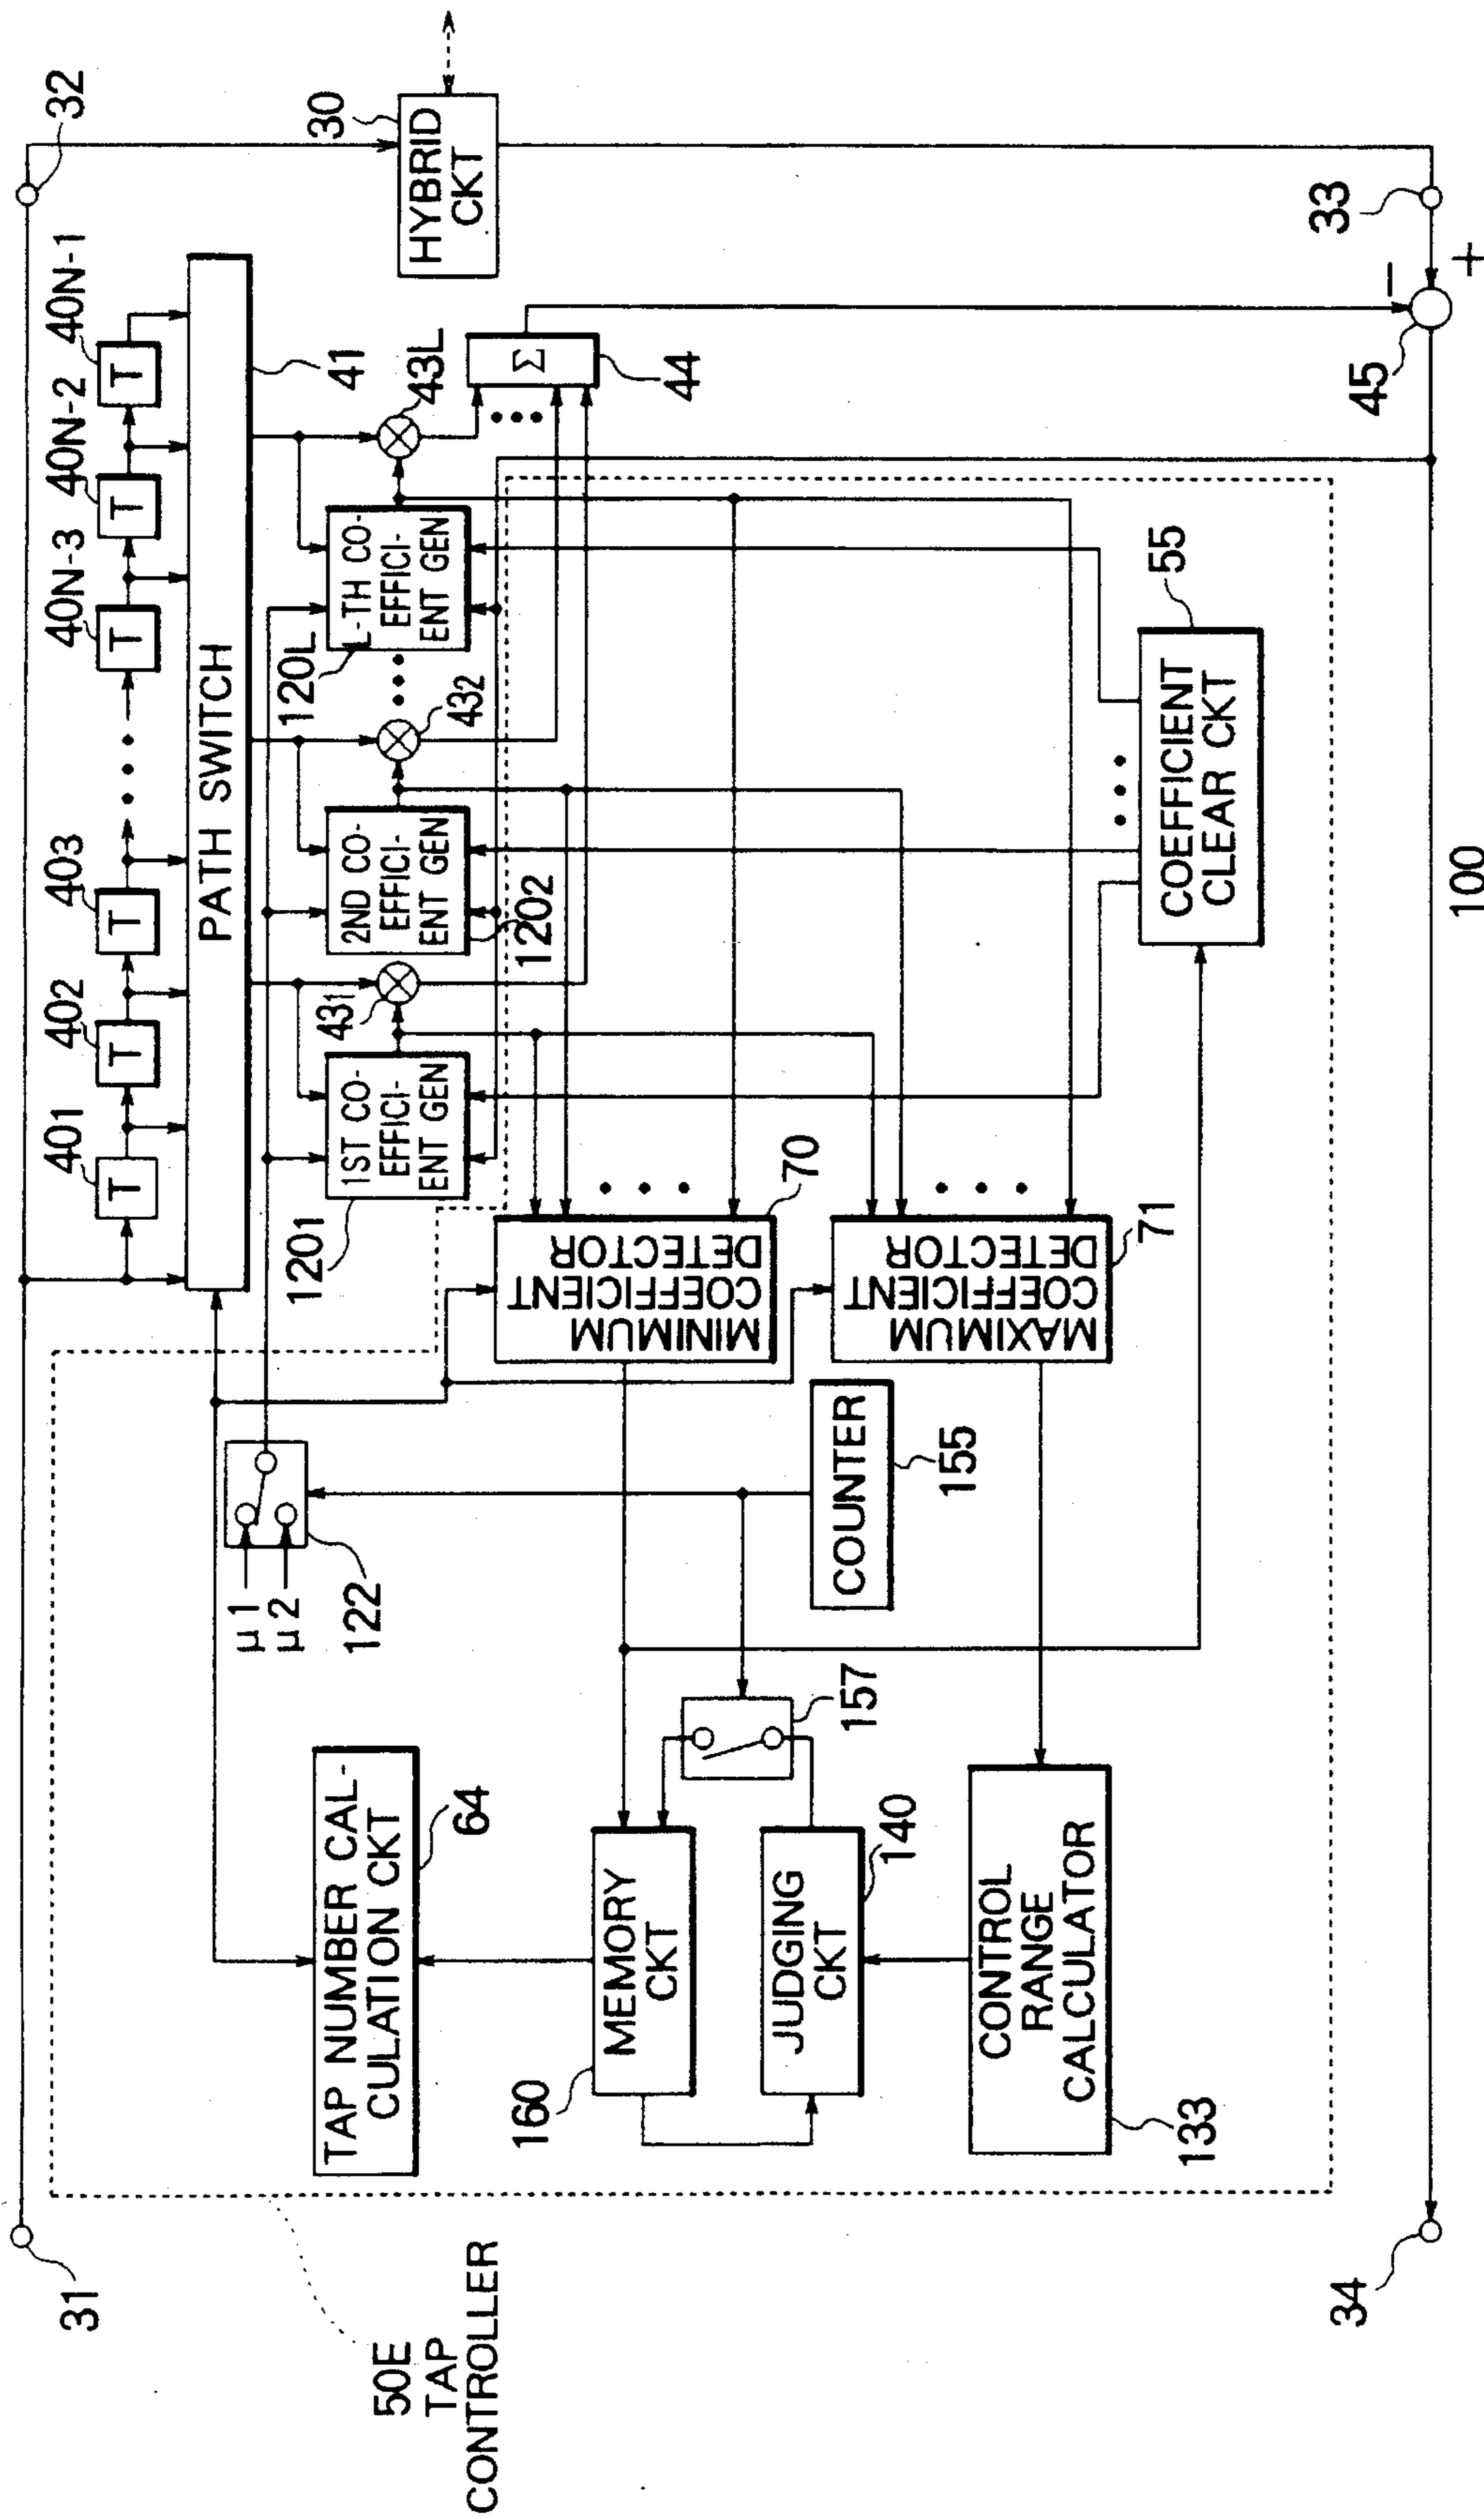 31
32
401
402
403
40N-3
40N-2
40N-1
T
T
T
T
T
T
PATH SWITCH
41
30
HYBRID
CKT
μ1
μ2
122
1ST CO-
EFFICI-
ENT GEN
1201
431
2ND CO-
EFFICI-
ENT GEN
1202
432
L-TH CO-
EFFICI-
ENT GEN
120L
43L
Σ
44
TAP NUMBER CAL-
CULATION CKT
64
50E
TAP
CONTROLLER
MEMORY
CKT
160
157
JUDGING
CKT
140
COUNTER
155
MINIMUM
COEFFICIENT
DETECTOR
70
MAXIMUM
COEFFICIENT
DETECTOR
71
CONTROL
RANGE
CALCULATOR
133
COEFFICIENT
CLEAR CKT
55
33
−
+
45
34
100